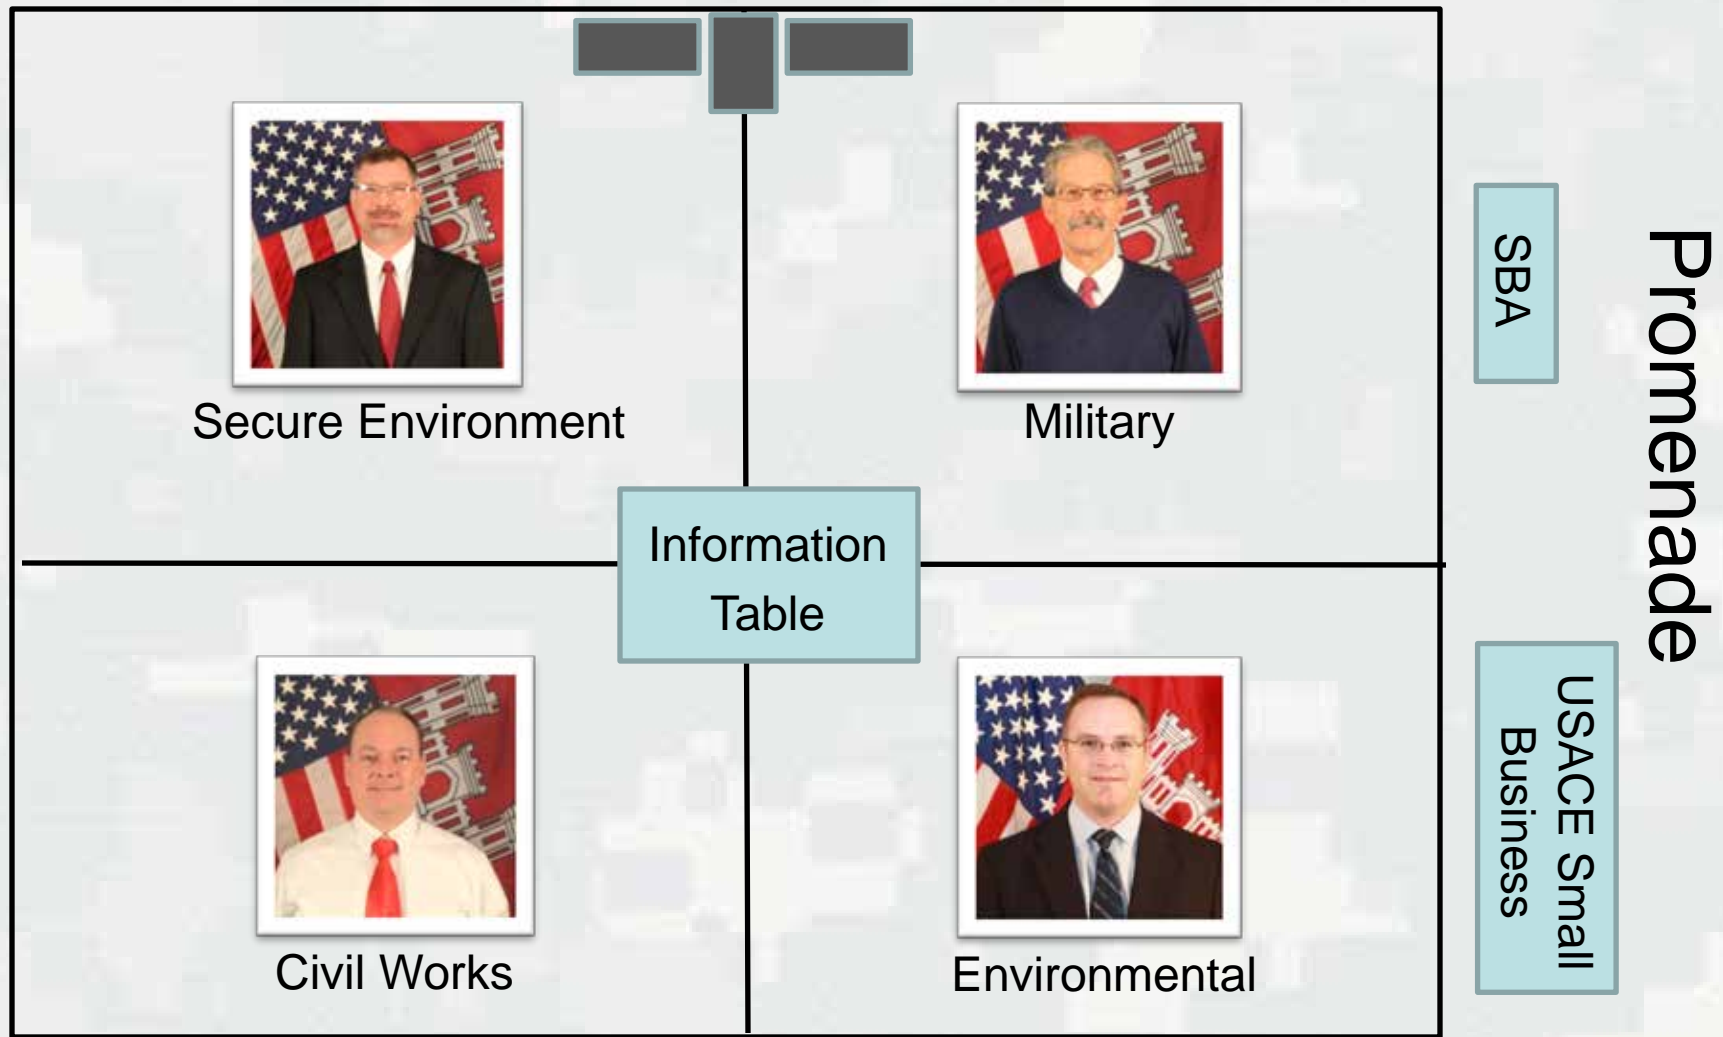 Secure Environment
Military
SBA
Promenade
Information
Table
Civil Works
Environmental
USACE Small
Business